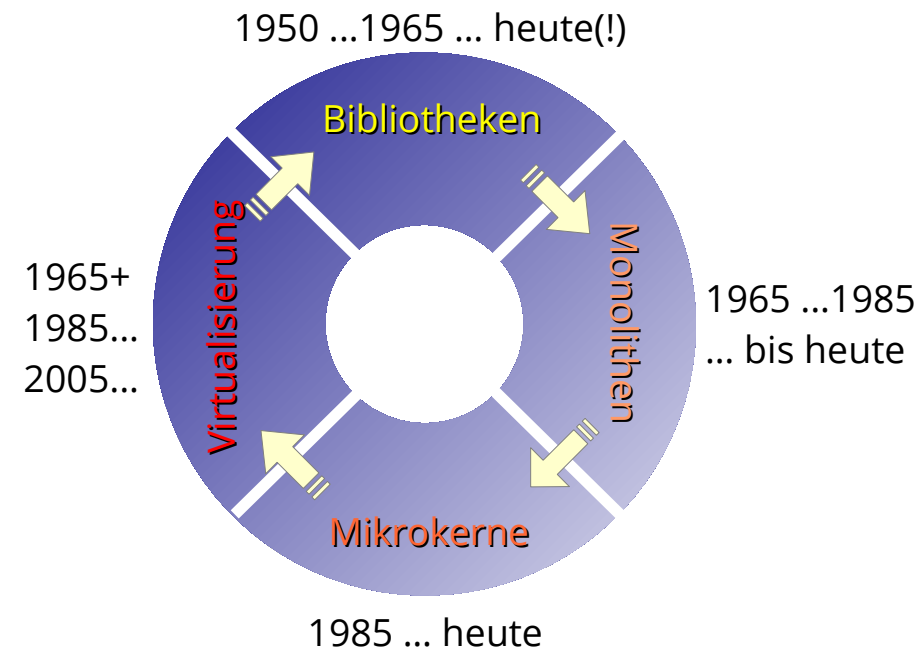 1950 ...1965 ... heute(!)
Bibliotheken
Monolithen
1965 ...1985
... bis heute
Mikrokerne
1985 ... heute
Virtualisierung
1965+
1985...
2005...